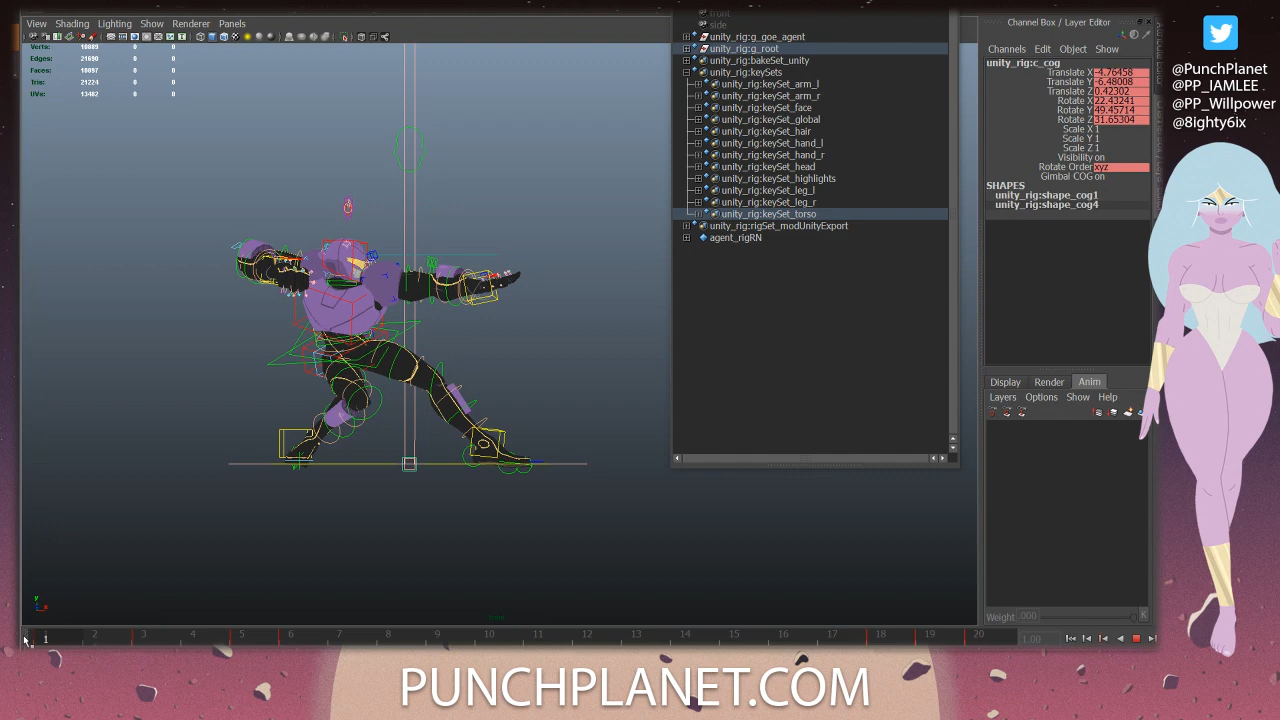 View Shading Lighting Show Renderer Panels
Verts: 10889 0 0
Edges: 21690 0 0
Faces: 10897 0 0
Tris: 21224 0 0
UVs: 13482 0 0
front
side
unity_rig:g_goe_agent
unity_rig:g_root
unity_rig:bakeSet_unity
unity_rig:keySets
unity_rig:keySet_arm_l
unity_rig:keySet_arm_r
unity_rig:keySet_face
unity_rig:keySet_global
unity_rig:keySet_hair
unity_rig:keySet_hand_l
unity_rig:keySet_hand_r
unity_rig:keySet_head
unity_rig:keySet_highlights
unity_rig:keySet_leg_l
unity_rig:keySet_leg_r
unity_rig:keySet_torso
unity_rig:rigSet_modUnityExport
agent_rigRN
Channel Box / Layer Editor
Channels Edit Object Show
unity_rig:c_cog
Translate X -4.76458
Translate Y -6.48008
Translate Z 0.42302
Rotate X 22.43241
Rotate Y 49.45714
Rotate Z 31.65304
Scale X 1
Scale Y 1
Scale Z 1
Visibility on
Rotate Order xyz
Gimbal COG on
SHAPES
unity_rig:shape_cog1
unity_rig:shape_cog4
Display Render Anim
Layers Options Show Help
Weight .000 K
@PunchPlanet
@PP_IAMLEE
@PP_Willpower
@8ighty6ix
y
x
1 2 3 4 5 6 7 8 9 10 11 12 13 14 15 16 17 18 19 20 1.00
PUNCHPLANET.COM